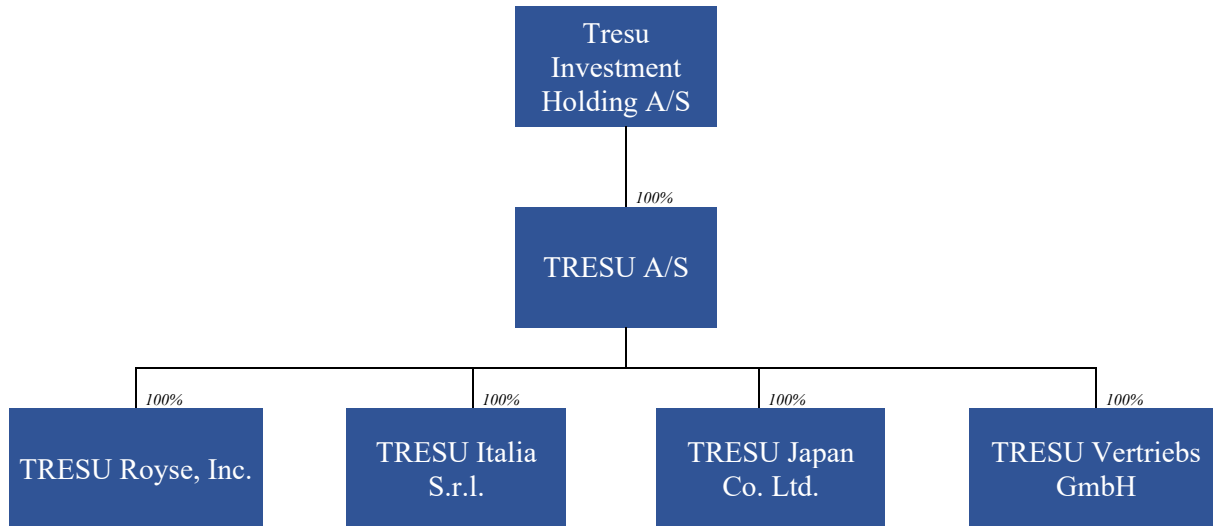 Tresu
Investment
Holding A/S
100%
TRESU A/S
100%
100%
100%
100%
TRESU Royse, Inc.
TRESU Italia
S.r.l.
TRESU Japan
Co. Ltd.
TRESU Vertriebs
GmbH